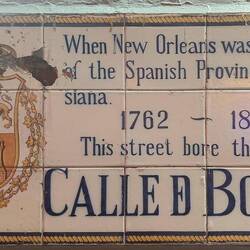 When New Orleans was
of the Spanish Provin
siana.
1762 ~ 18
This street bore th
CALLE D BO